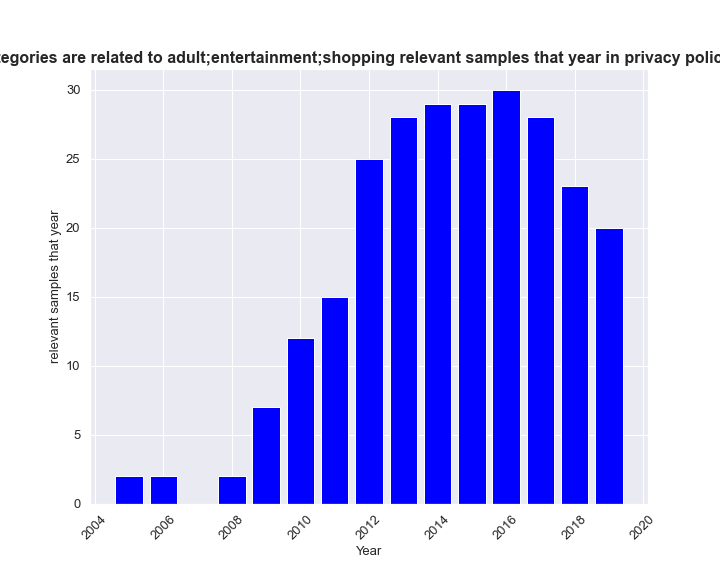 tegories are related to adult;entertainment;shopping relevant samples that year in privacy polic
30
25
20
15
10
5
0
relevant samples that year
2004 2006 2008 2010 2012 2014 2016 2018 2020
Year